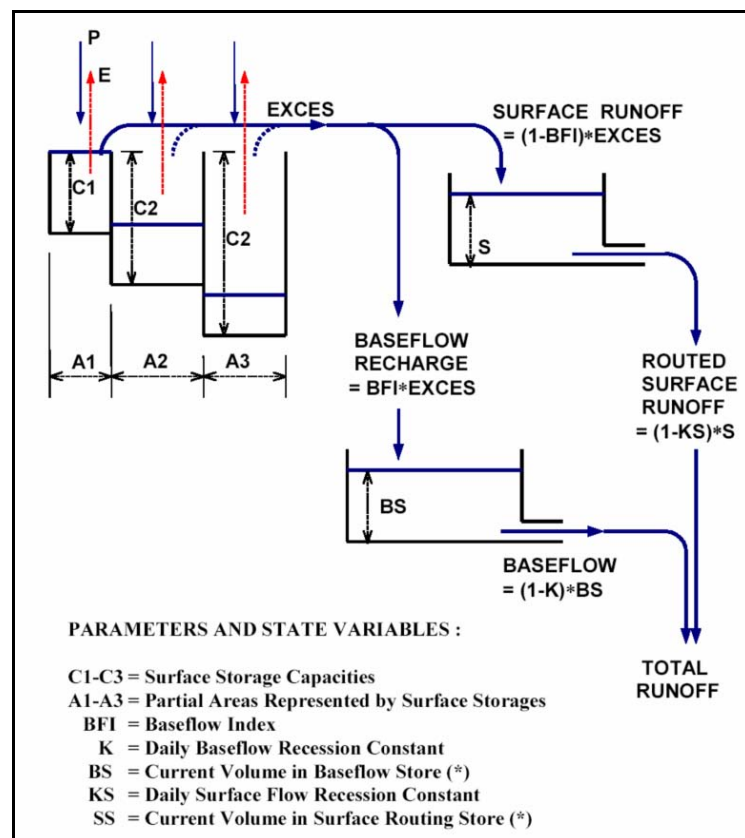 P
E
EXCES
SURFACE RUNOFF
= (1-BFI)*EXCES
C1
C2
C2
S
A1
A2
A3
BASEFLOW
RECHARGE
= BFI*EXCES
ROUTED
SURFACE
RUNOFF
= (1-KS)*S
BS
BASEFLOW
= (1-K)*BS
TOTAL
RUNOFF
PARAMETERS AND STATE VARIABLES :
C1-C3 = Surface Storage Capacities
A1-A3 = Partial Areas Represented by Surface Storages
BFI = Baseflow Index
K = Daily Baseflow Recession Constant
BS = Current Volume in Baseflow Store (*)
KS = Daily Surface Flow Recession Constant
SS = Current Volume in Surface Routing Store (*)